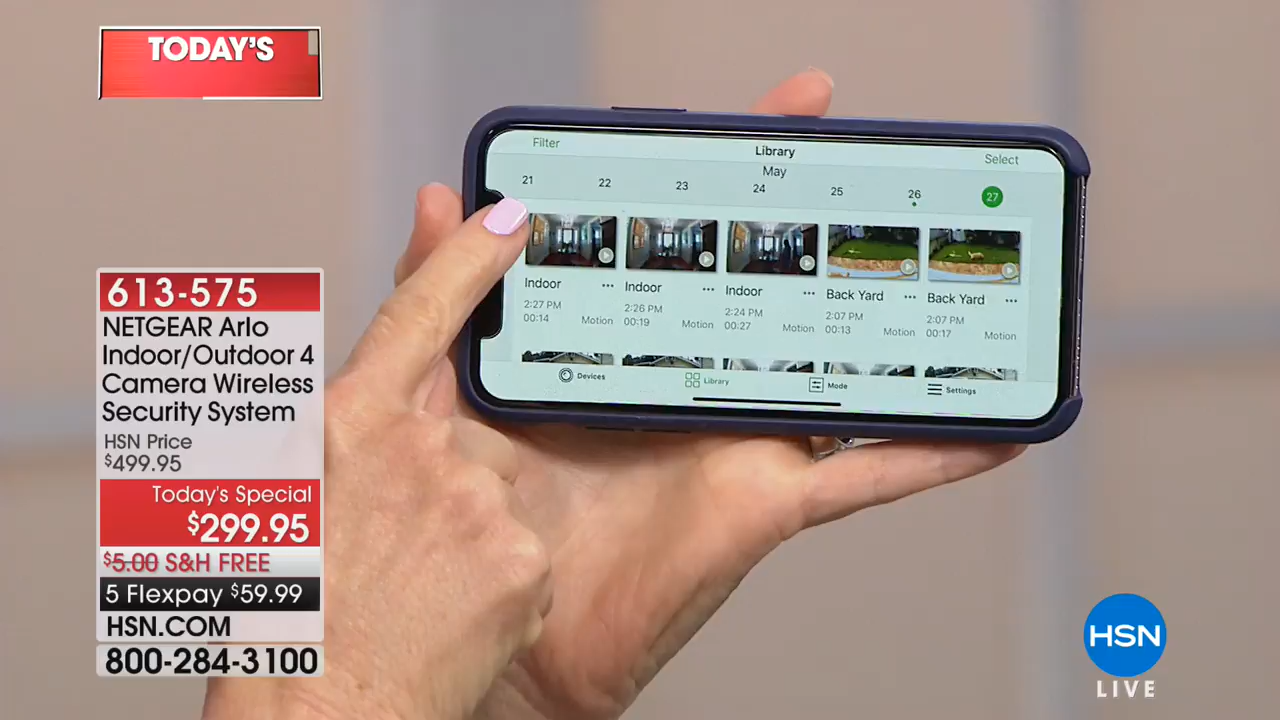 TODAY'S
613-575
NETGEAR Arlo
Indoor/Outdoor 4
Camera Wireless
Security System
HSN Price
$499.95
Today's Special
$299.95
$5.00 S&H FREE
5 Flexpay $59.99
HSN.COM
800-284-3100
Filter Library Select
May
21 22 23 24 25 26 27
Indoor ••• Indoor ••• Indoor ••• Back Yard ••• Back Yard •••
2:27 PM 2:26 PM 2:24 PM 2:07 PM 2:07 PM
00:14 Motion 00:19 Motion 00:27 Motion 00:13 Motion 00:17 Motion
Devices Library Mode Settings
HSN
LIVE